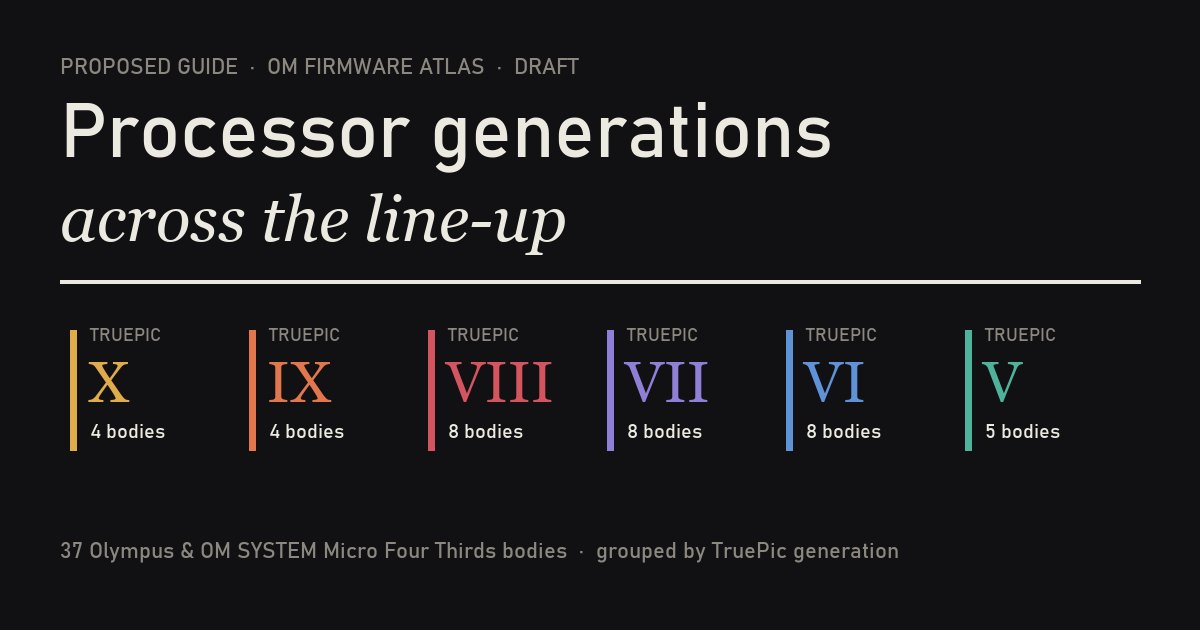 PROPOSED GUIDE · OM FIRMWARE ATLAS · DRAFT
Processor generations
across the line-up
TRUEPIC
X
4 bodies
TRUEPIC
IX
4 bodies
TRUEPIC
VIII
8 bodies
TRUEPIC
VII
8 bodies
TRUEPIC
VI
8 bodies
TRUEPIC
V
5 bodies
37 Olympus & OM SYSTEM Micro Four Thirds bodies · grouped by TruePic generation